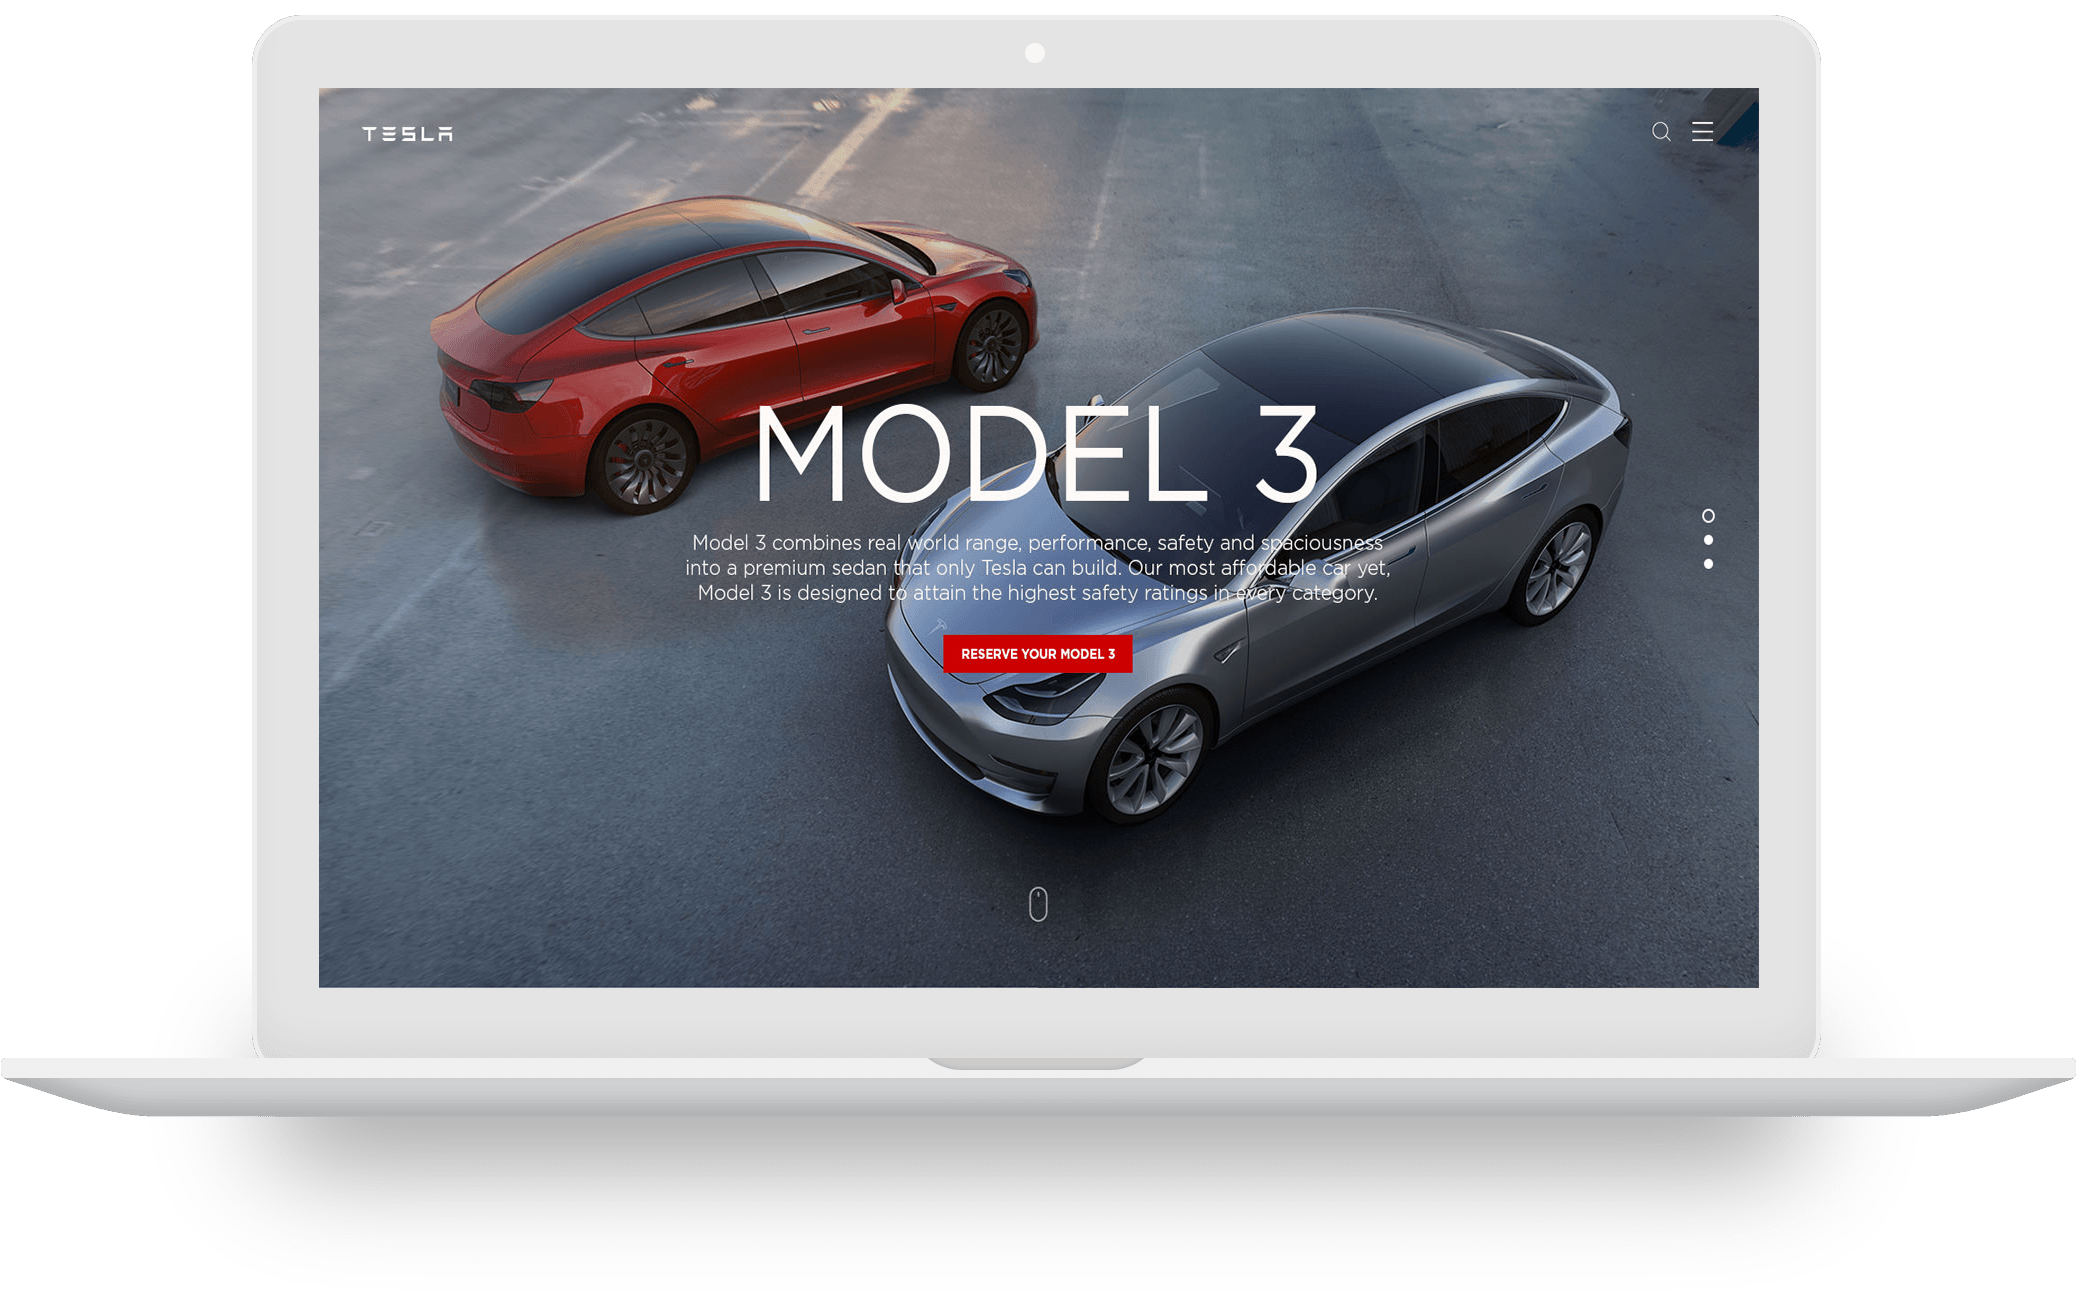 TESLA
MODEL 3
Model 3 combines real world range, performance, safety and spaciousness
into a premium sedan that only Tesla can build. Our most affordable car yet,
Model 3 is designed to attain the highest safety ratings in every category.
RESERVE YOUR MODEL 3